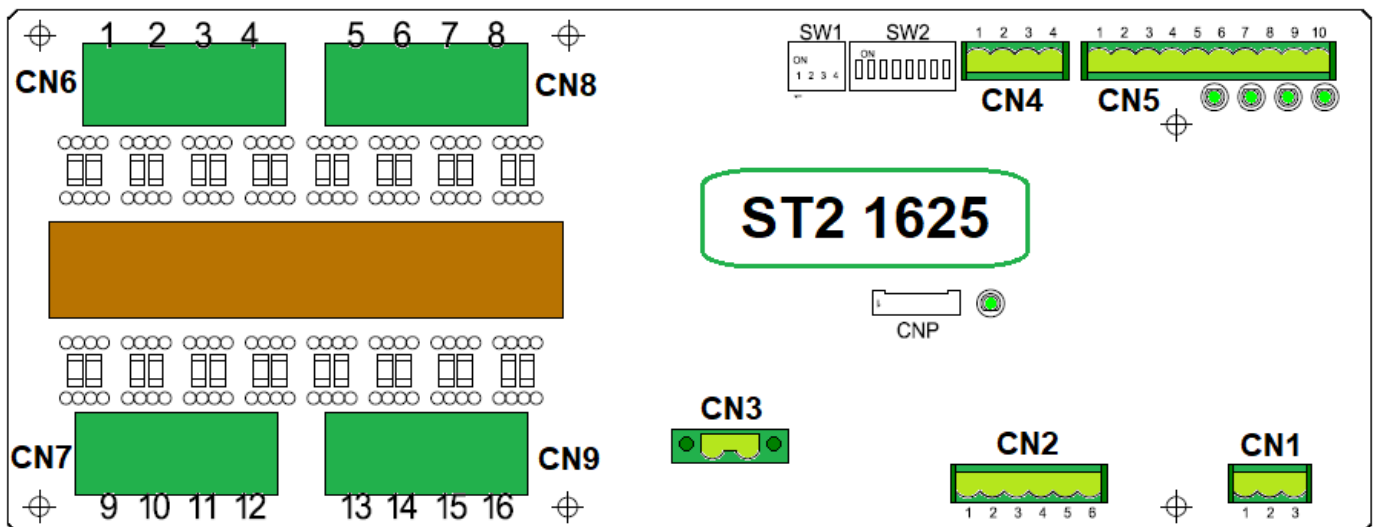 1 2 3 4 5 6 7 8
CN6 CN8
SW1 SW2
ON
1 2 3 4
ON
1 2 3 4
CN4
1 2 3 4 5 6 7 8 9 10
CN5
ST2 1625
CNP
CN7 CN9
9 10 11 12 13 14 15 16
CN3
CN2
1 2 3 4 5 6
CN1
1 2 3